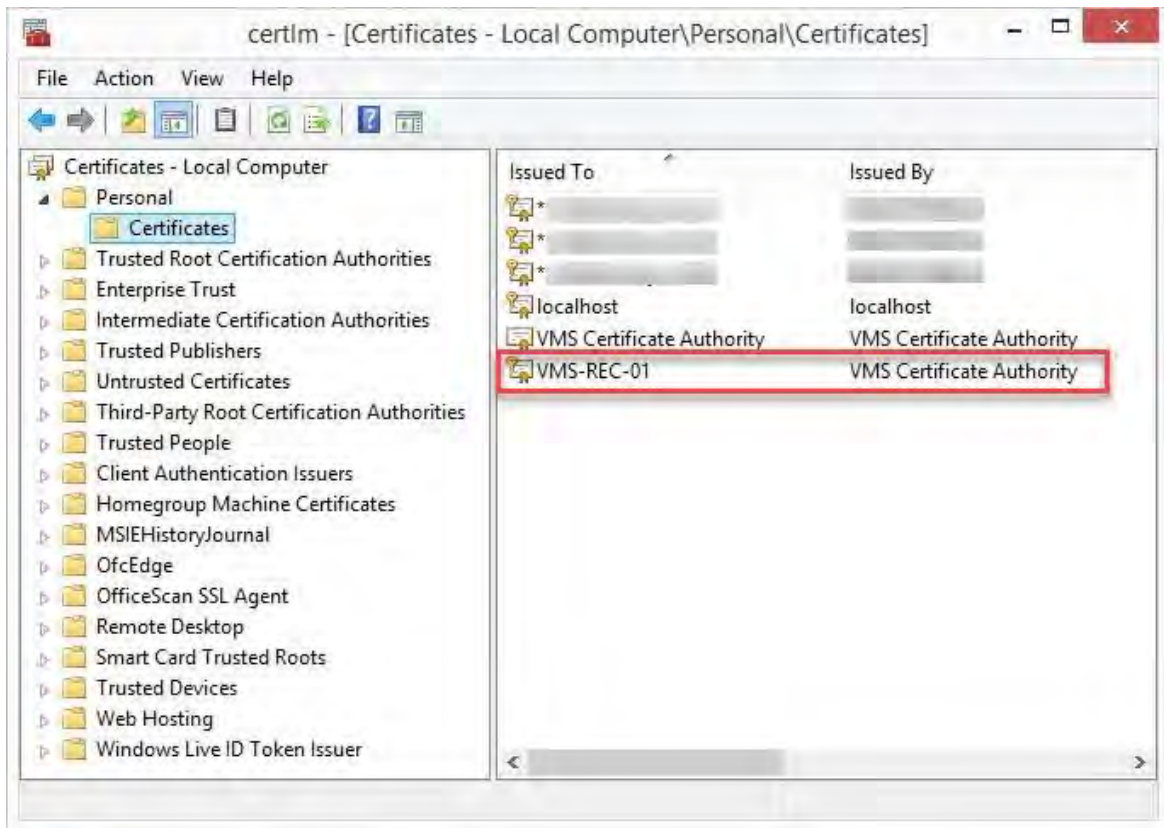 certlm - [Certificates - Local Computer\Personal\Certificates]
File Action View Help
Certificates - Local Computer
Personal
Certificates
Trusted Root Certification Authorities
Enterprise Trust
Intermediate Certification Authorities
Trusted Publishers
Untrusted Certificates
Third-Party Root Certification Authorities
Trusted People
Client Authentication Issuers
Homegroup Machine Certificates
MSIEHistoryJournal
OfcEdge
OfficeScan SSL Agent
Remote Desktop
Smart Card Trusted Roots
Trusted Devices
Web Hosting
Windows Live ID Token Issuer
Issued To Issued By
*
*
*
localhost localhost
VMS Certificate Authority VMS Certificate Authority
VMS-REC-01 VMS Certificate Authority